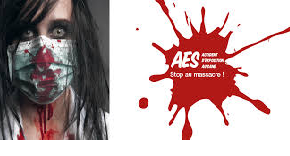 AES ACCIDENT
D'EXPOSITION
AU SANG
Stop au massacre !